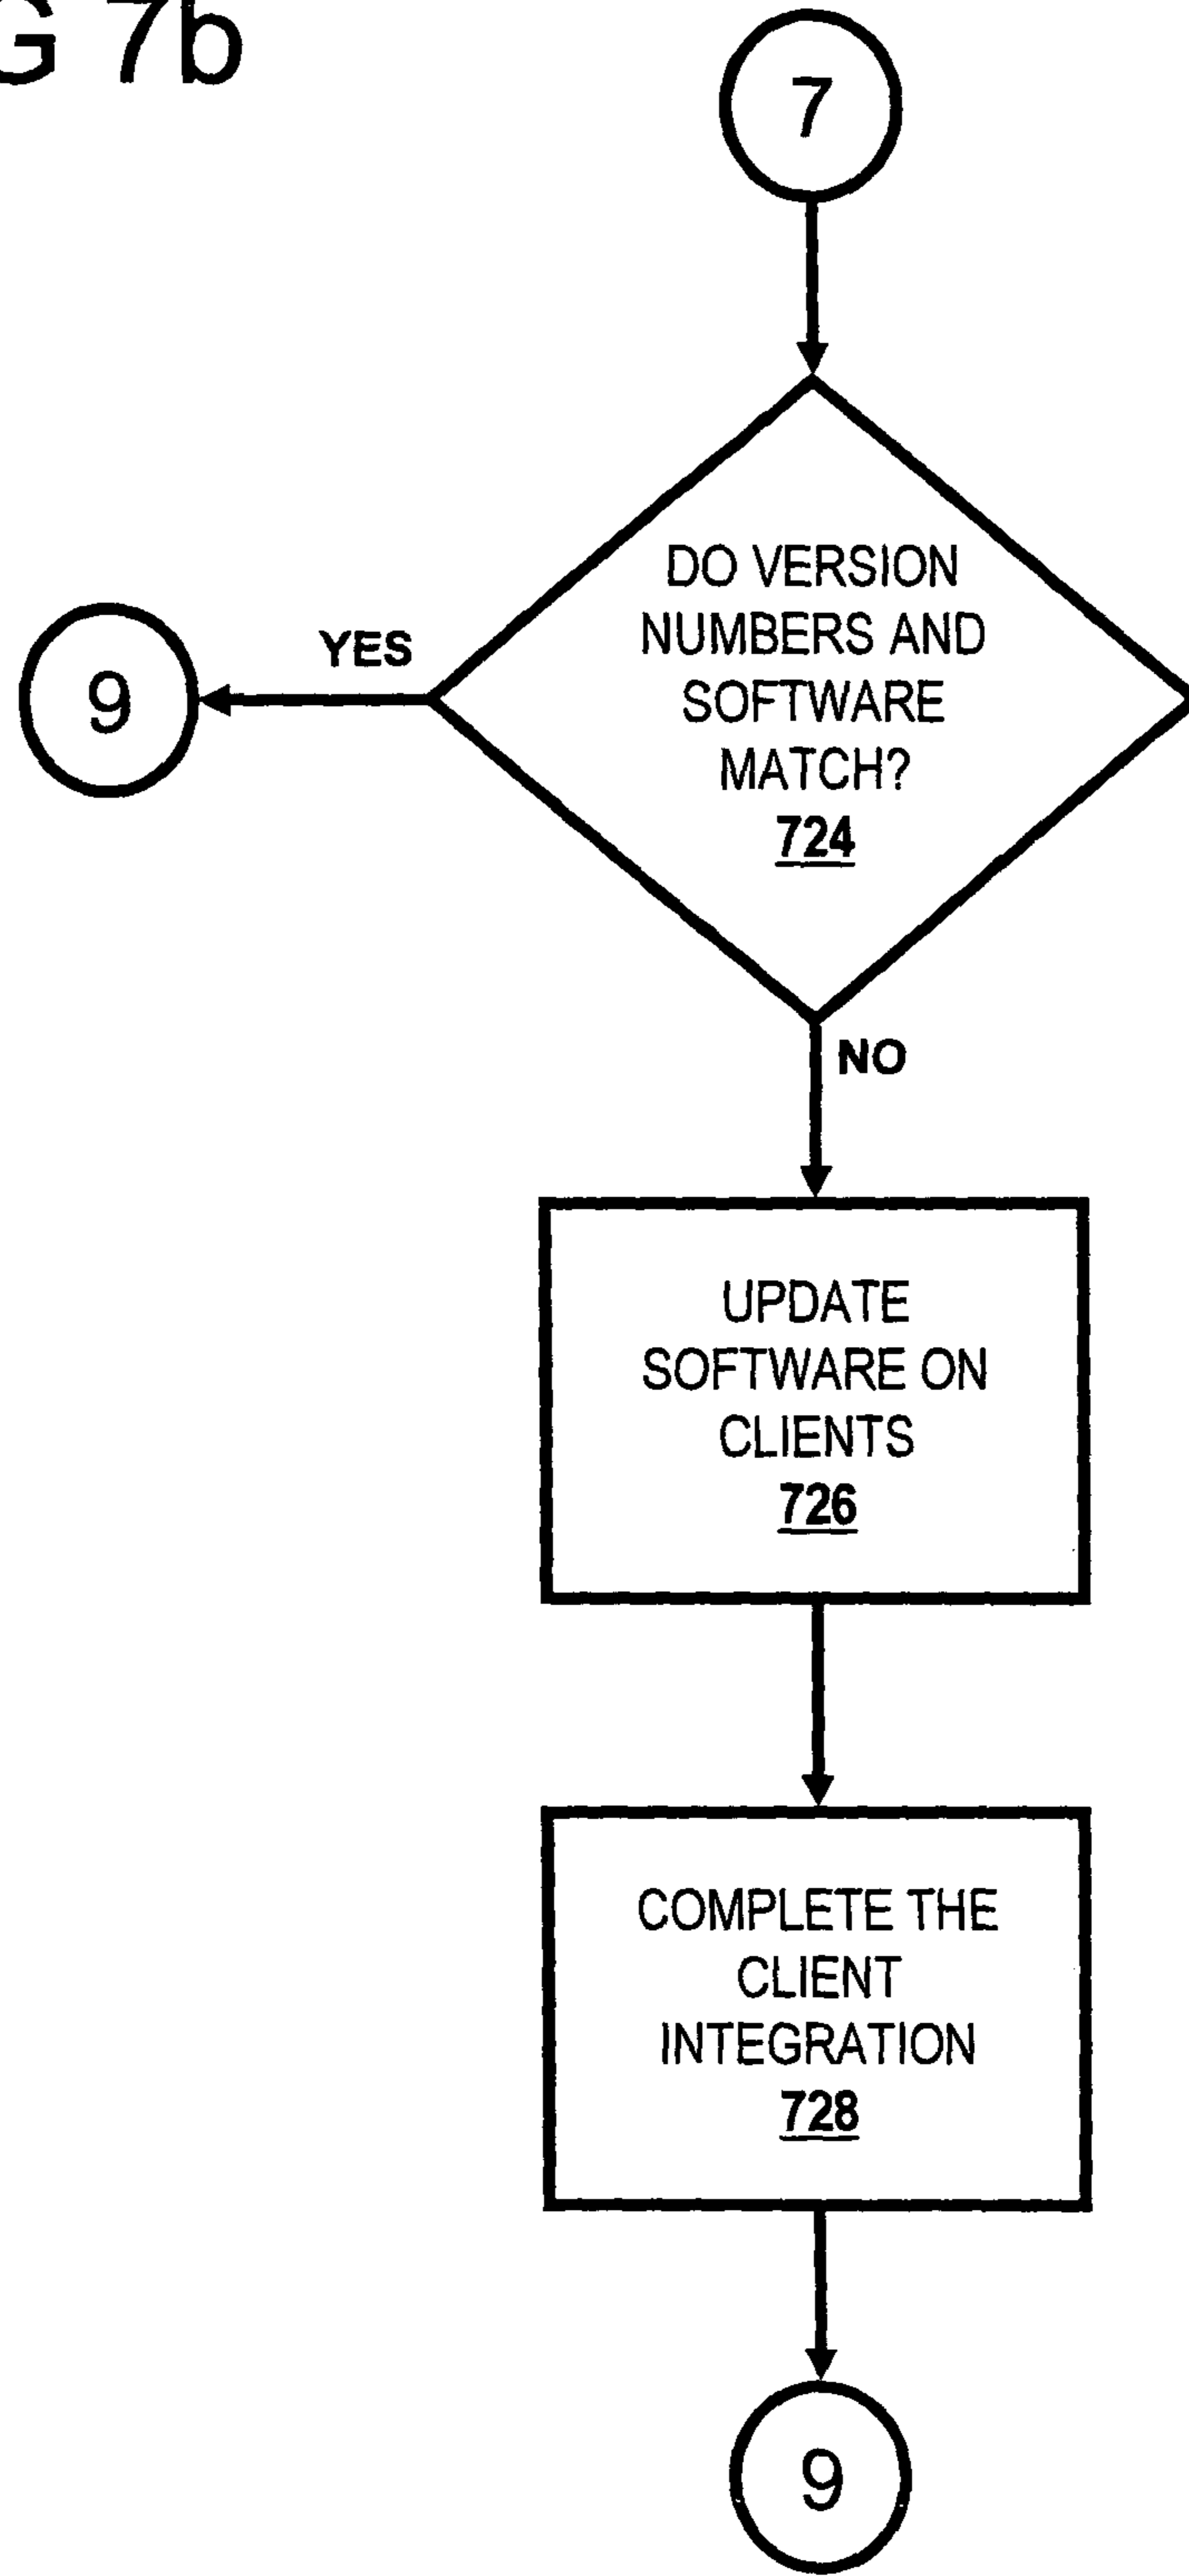 G 7b
7
DO VERSION
NUMBERS AND
SOFTWARE
MATCH?
724
YES
9
NO
UPDATE
SOFTWARE ON
CLIENTS
726
COMPLETE THE
CLIENT
INTEGRATION
728
9